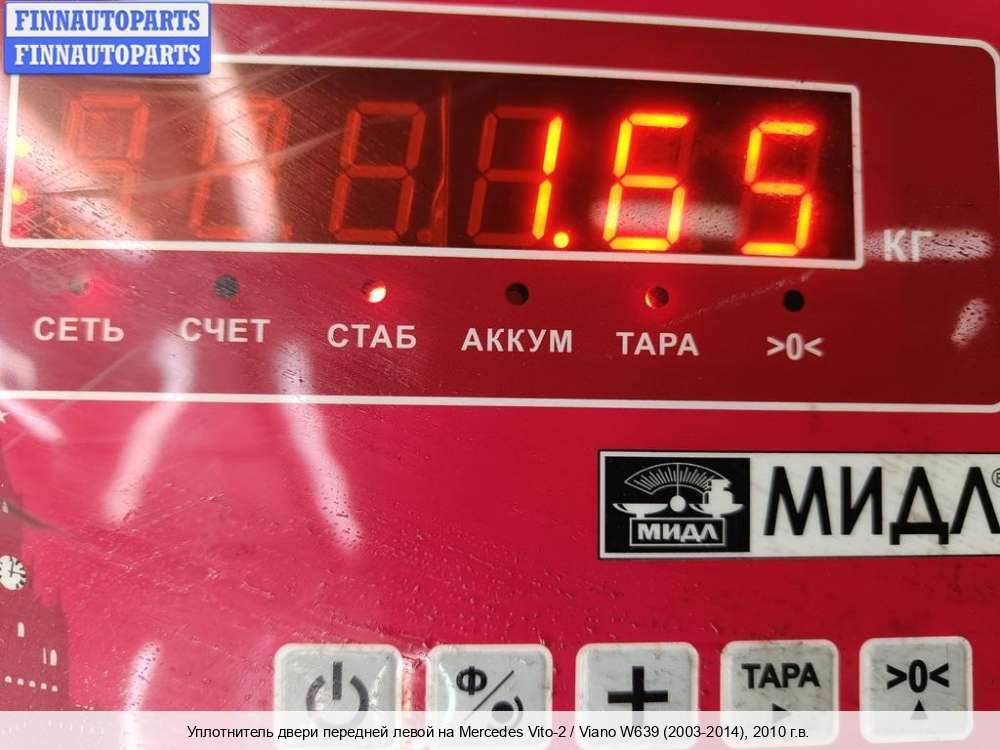 FINNAUTOPARTS
FINNAUTOPARTS
1.65
КГ
СЕТЬ СЧЕТ СТАБ АККУМ ТАРА >0<
МИДЛ МИДЛ®
Ф ТАРА >0<
Уплотнитель двери передней левой на Mercedes Vito-2 / Viano W639 (2003-2014), 2010 г.в.